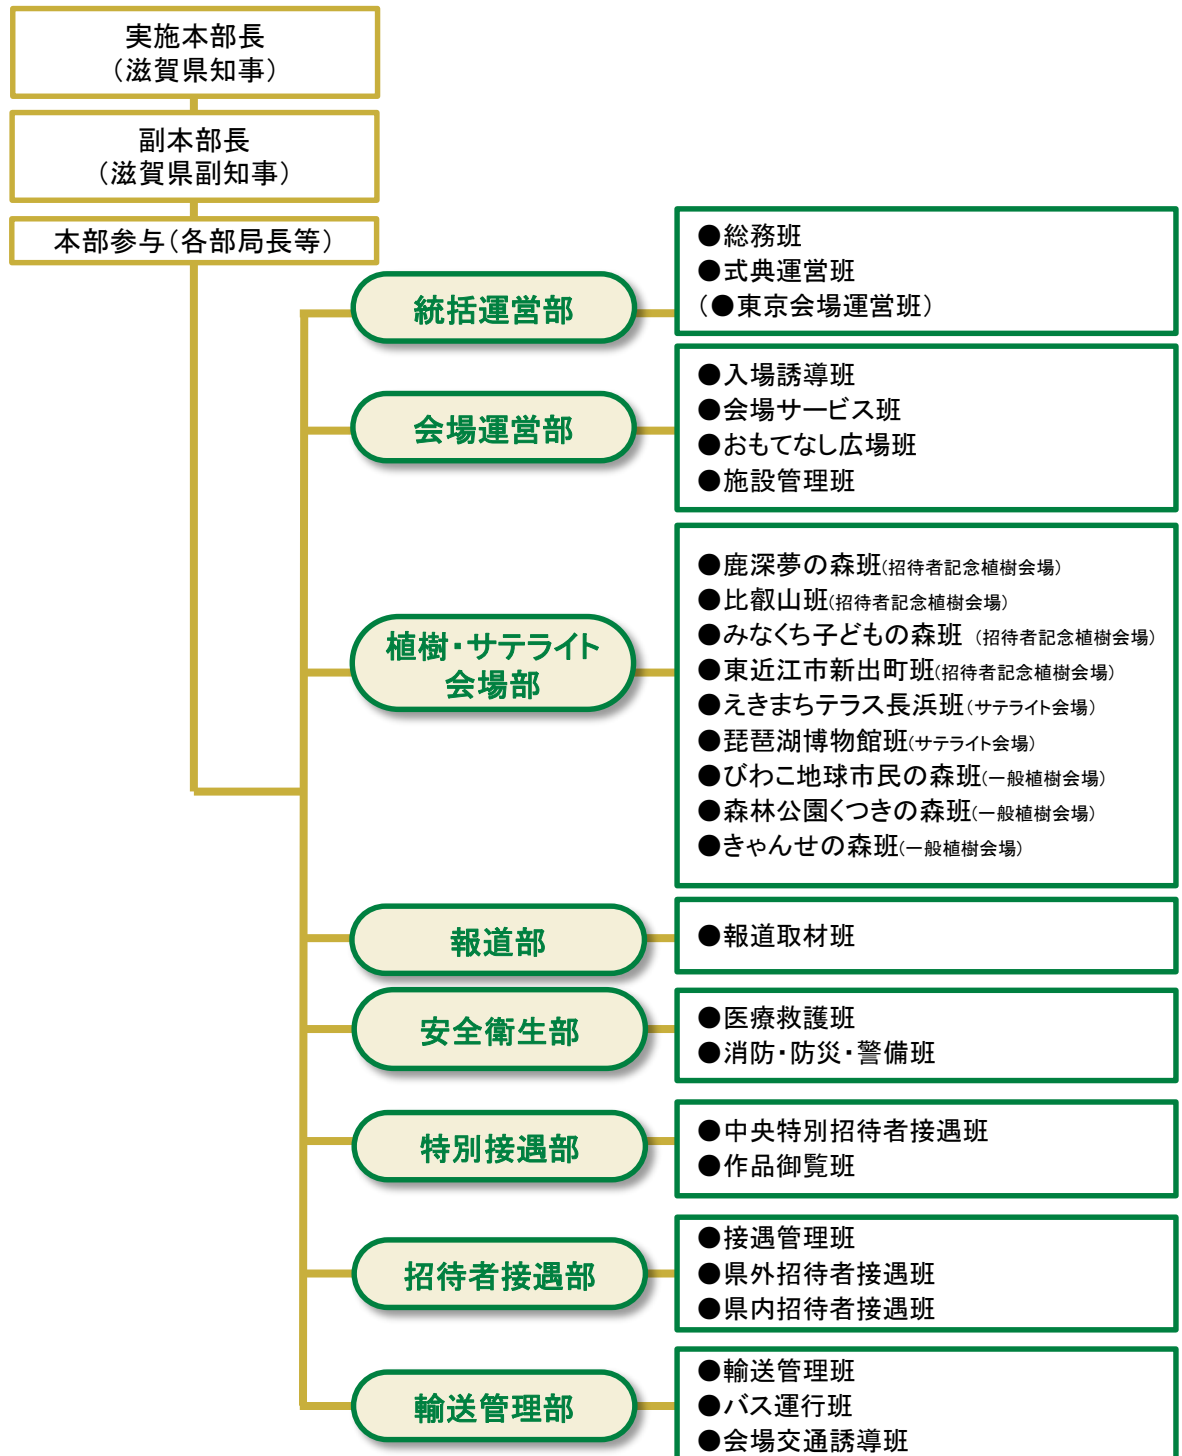 実施本部長
（滋賀県知事）
副本部長
（滋賀県副知事）
本部参与（各部局長等）
統括運営部
●総務班
●式典運営班
（●東京会場運営班）
会場運営部
●入場誘導班
●会場サービス班
●おもてなし広場班
●施設管理班
植樹・サテライト
会場部
●鹿深夢の森班(招待者記念植樹会場)
●比叡山班(招待者記念植樹会場)
●みなくち子どもの森班 (招待者記念植樹会場)
●東近江市新出町班(招待者記念植樹会場)
●えきまちテラス長浜班(サテライト会場)
●琵琶湖博物館班(サテライト会場)
●びわこ地球市民の森班(一般植樹会場)
●森林公園くつきの森班(一般植樹会場)
●きゃんせの森班(一般植樹会場)
報道部
●報道取材班
安全衛生部
●医療救護班
●消防・防災・警備班
特別接遇部
●中央特別招待者接遇班
●作品御覧班
招待者接遇部
●接遇管理班
●県外招待者接遇班
●県内招待者接遇班
輸送管理部
●輸送管理班
●バス運行班
●会場交通誘導班